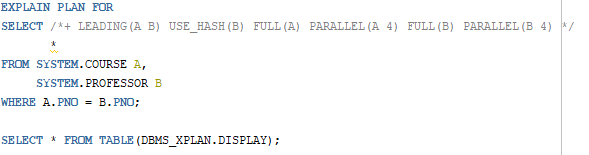 EXPLAIN PLAN FOR
SELECT /*+ LEADING(A B) USE_HASH(B) FULL(A) PARALLEL(A 4) FULL(B) PARALLEL(B 4) */
*
FROM SYSTEM.COURSE A,
SYSTEM.PROFESSOR B
WHERE A.PNO = B.PNO;
SELECT * FROM TABLE(DBMS_XPLAN.DISPLAY);